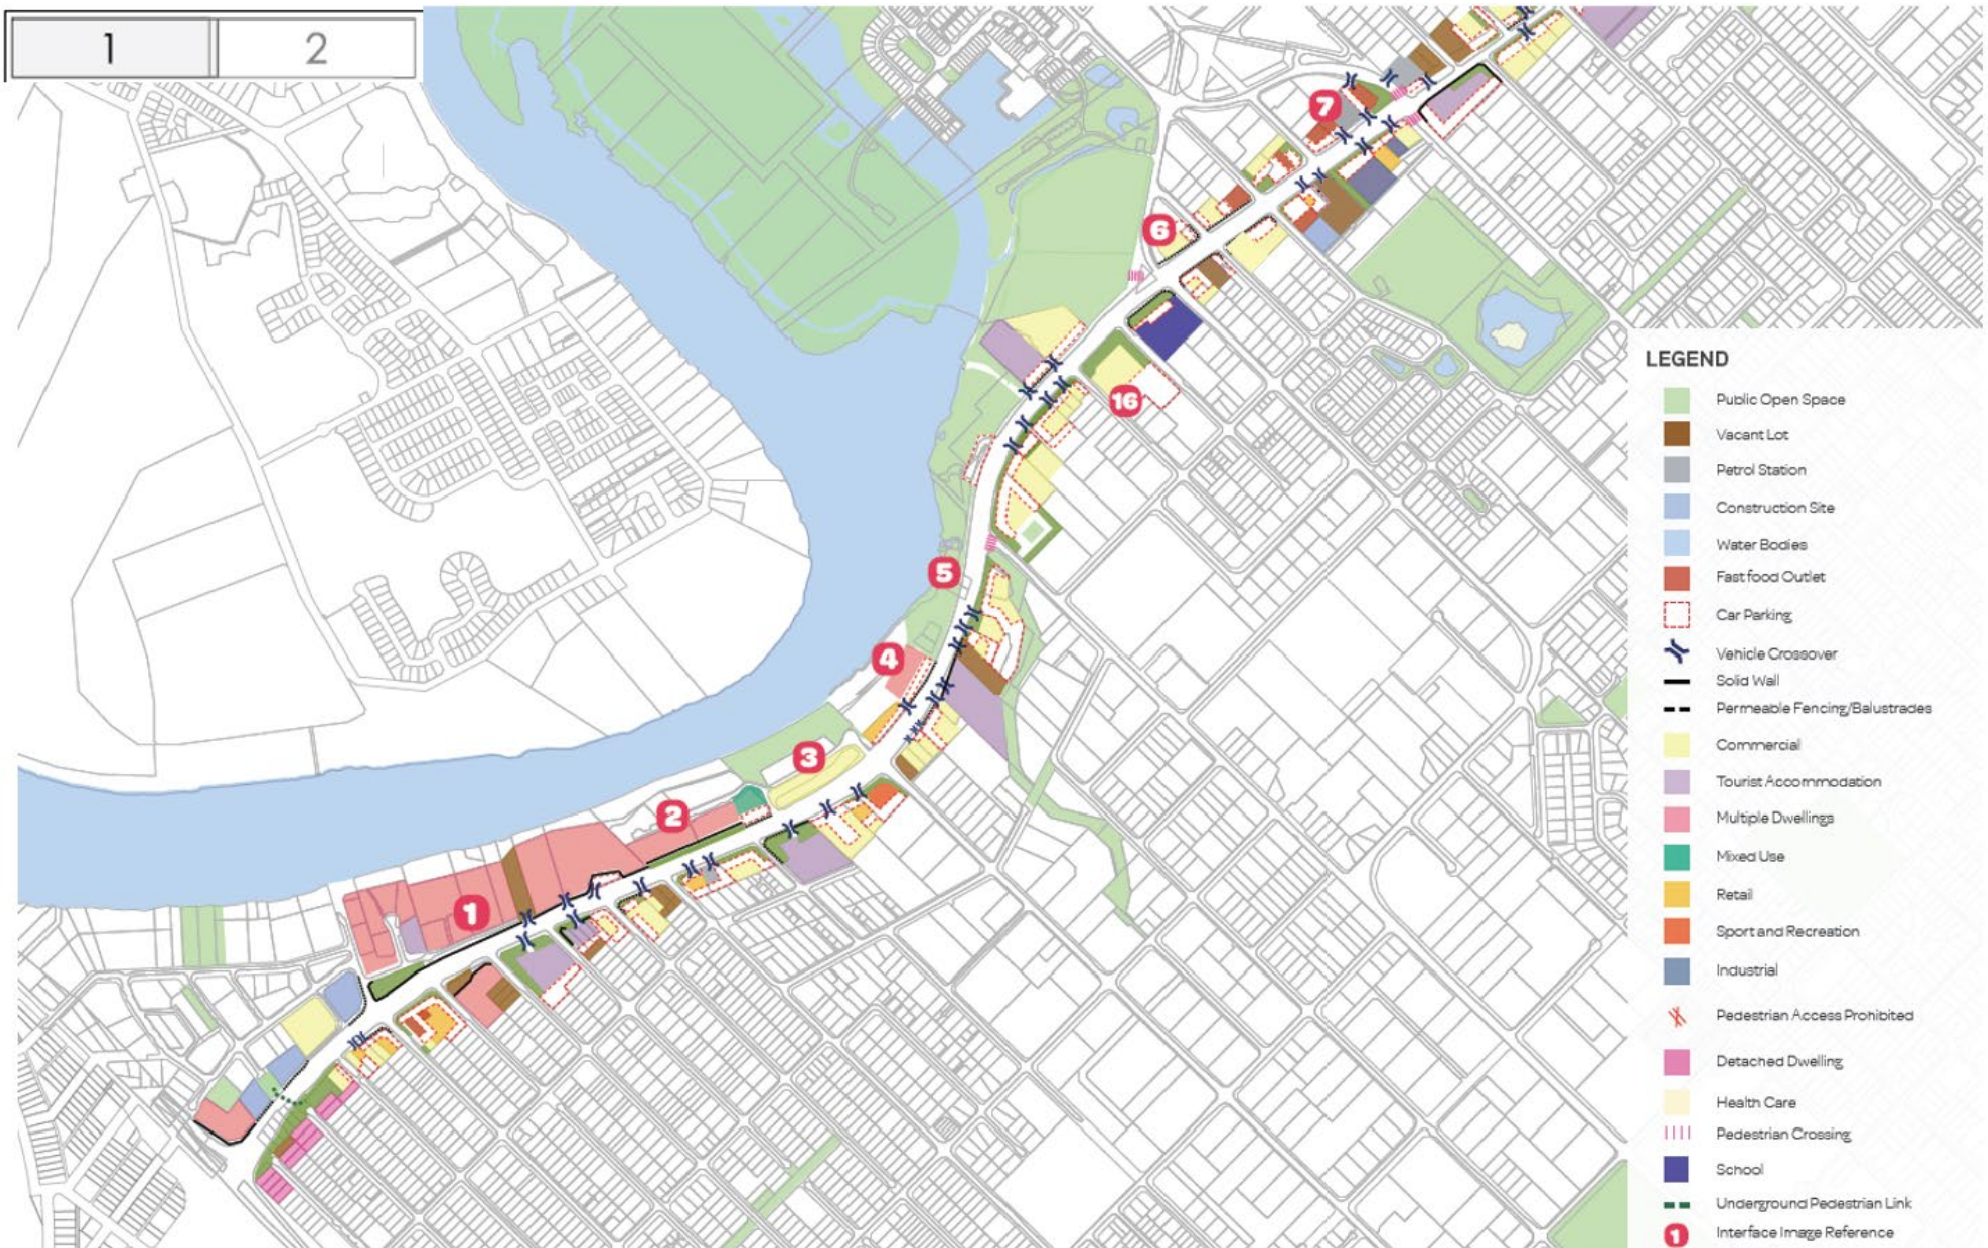 1 2
7
6
16
5
4
3
2
1
LEGEND
Public Open Space
Vacant Lot
Petrol Station
Construction Site
Water Bodies
Fast food Outlet
Car Parking
Vehicle Crossover
Solid Wall
Permeable Fencing/Balustrades
Commercial
Tourist Accommodation
Multiple Dwellings
Mixed Use
Retail
Sport and Recreation
Industrial
Pedestrian Access Prohibited
Detached Dwelling
Health Care
Pedestrian Crossing
School
Underground Pedestrian Link
1 Interface Image Reference